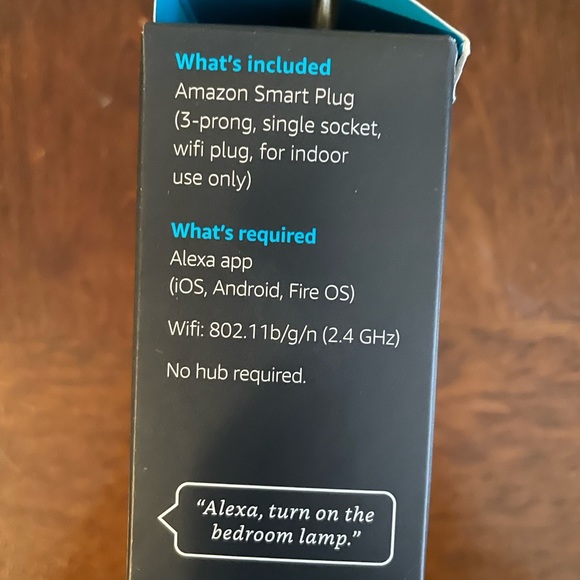 What's included
Amazon Smart Plug
(3-prong, single socket,
wifi plug, for indoor
use only)
What's required
Alexa app
(iOS, Android, Fire OS)
Wifi: 802.11b/g/n (2.4 GHz)
No hub required.
“Alexa, turn on the
bedroom lamp.”